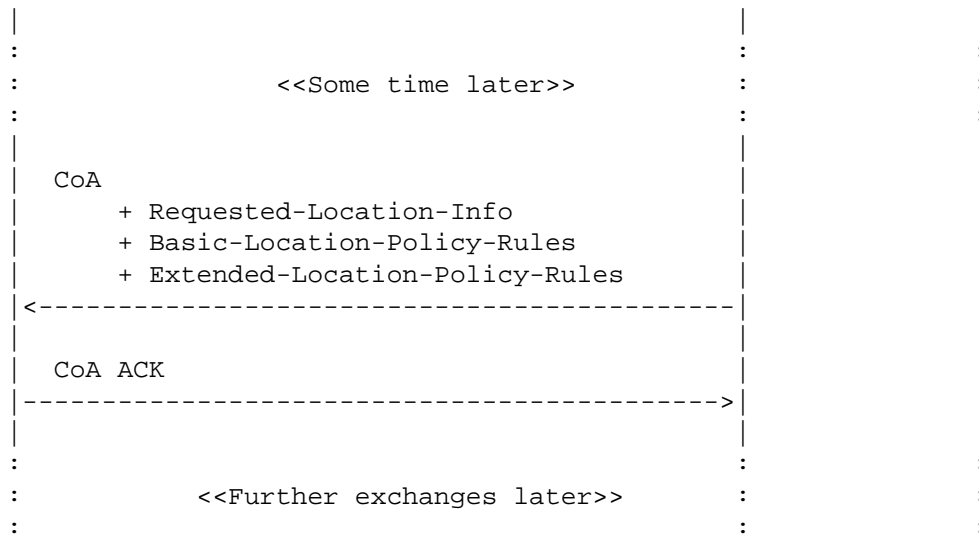 <<Some time later>>
CoA
+ Requested-Location-Info
+ Basic-Location-Policy-Rules
+ Extended-Location-Policy-Rules
<-------------------------------------------
CoA ACK
------------------------------------------->
<<Further exchanges later>>